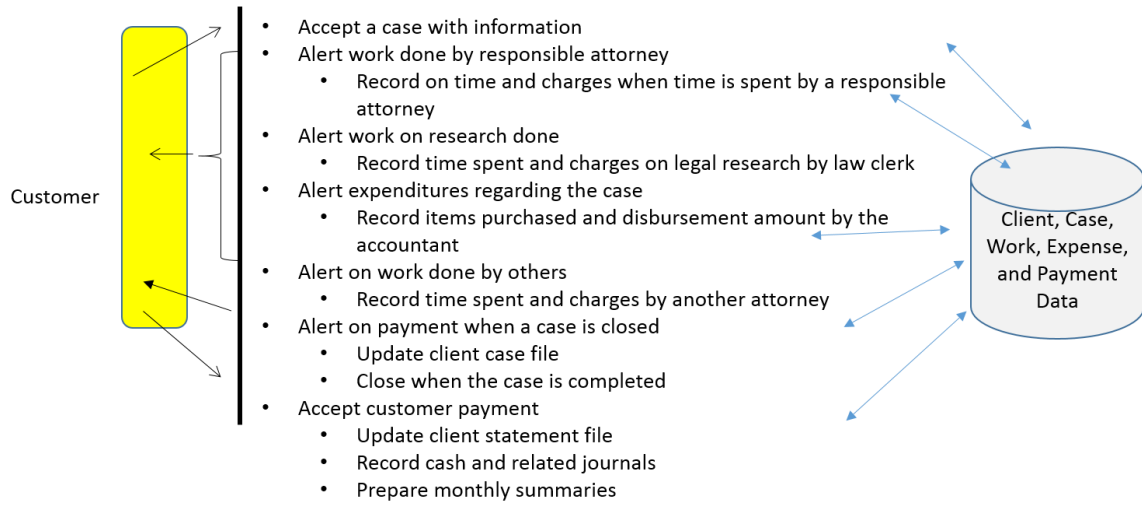 Customer
• Accept a case with information
• Alert work done by responsible attorney
• Record on time and charges when time is spent by a responsible
attorney
• Alert work on research done
• Record time spent and charges on legal research by law clerk
• Alert expenditures regarding the case
• Record items purchased and disbursement amount by the
accountant
• Alert on work done by others
• Record time spent and charges by another attorney
• Alert on payment when a case is closed
• Update client case file
• Close when the case is completed
• Accept customer payment
• Update client statement file
• Record cash and related journals
• Prepare monthly summaries
Client, Case,
Work, Expense,
and Payment
Data